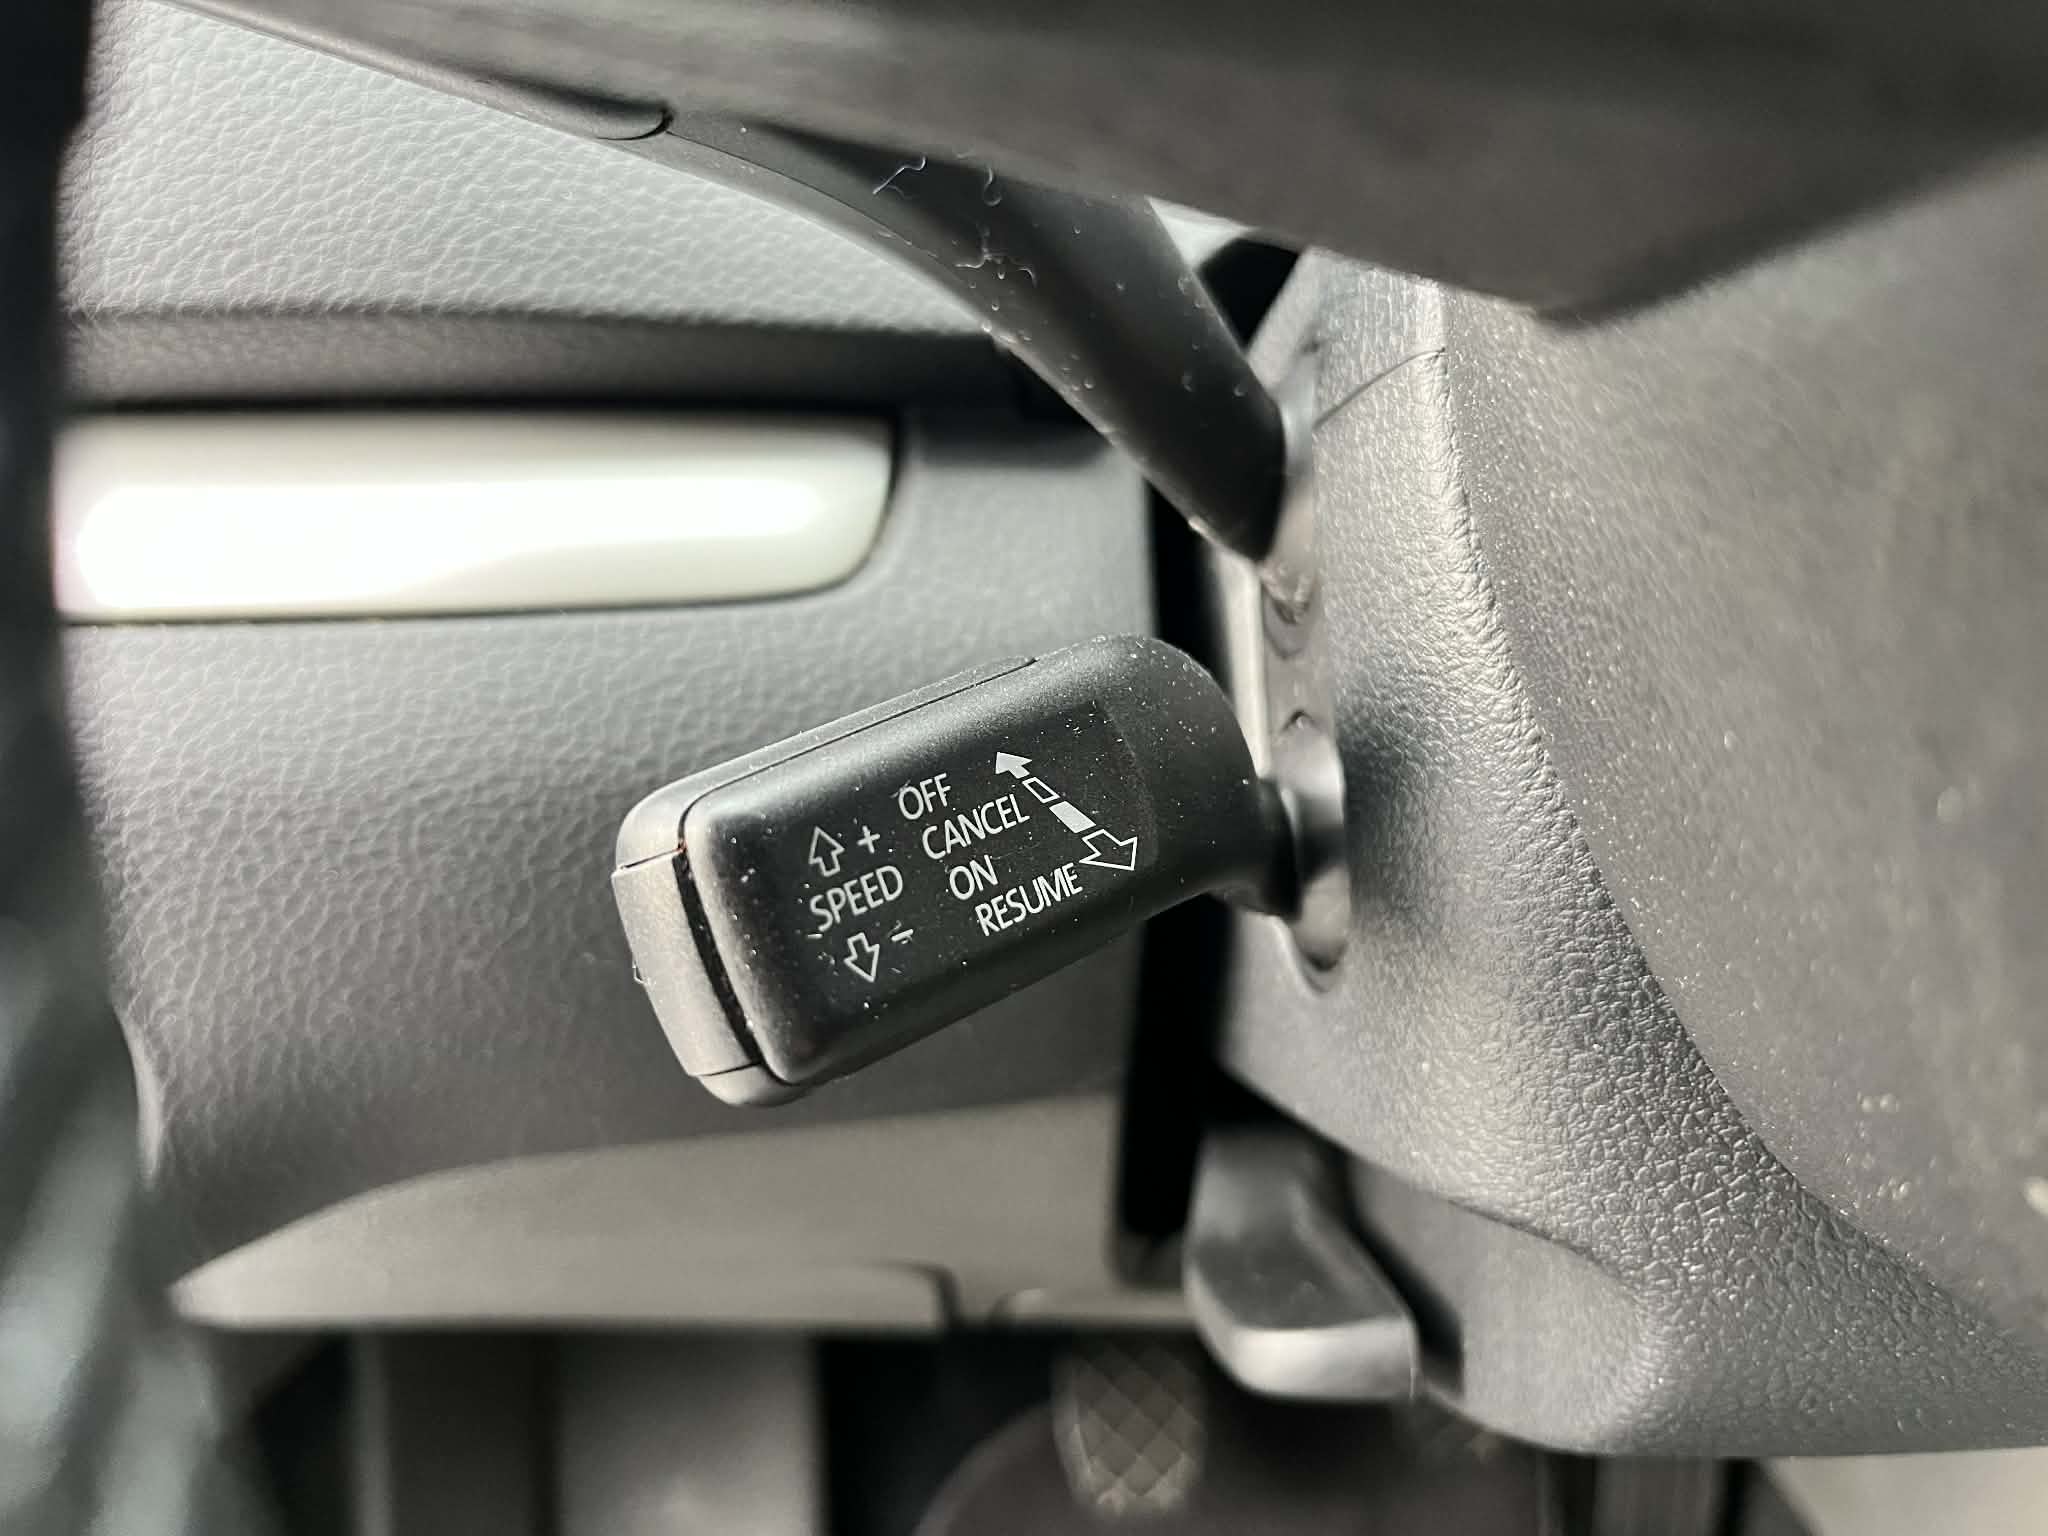 +
SPEED
−
OFF
CANCEL
ON
RESUME